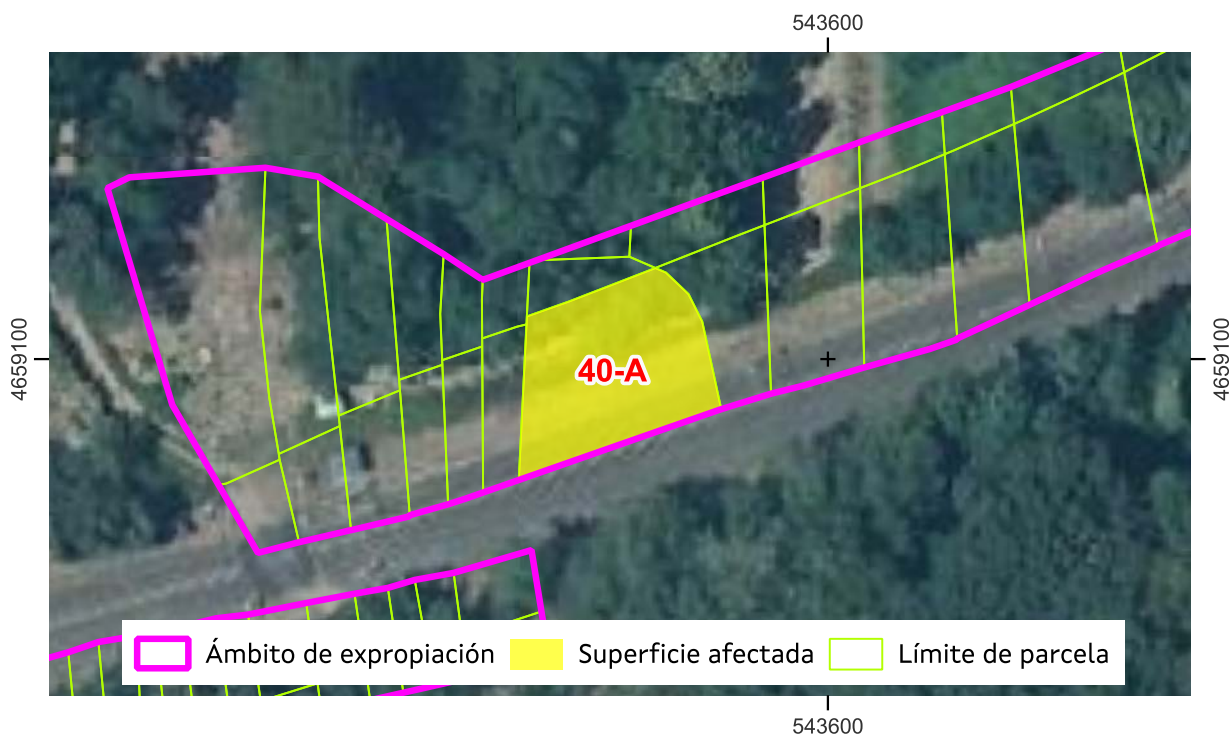 543600
4659100
4659100
40-A
Ámbito de expropiación
Superficie afectada
Límite de parcela
543600